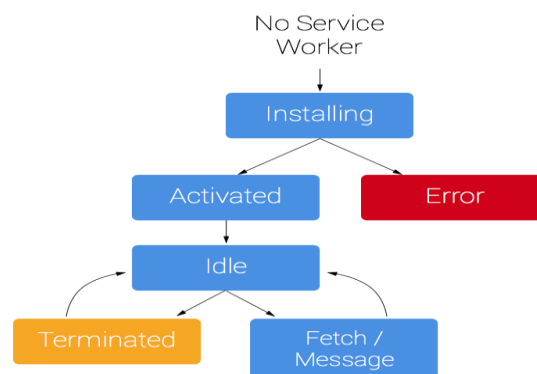 No Service
Worker
Installing
Activated
Error
Idle
Terminated
Fetch /
Message